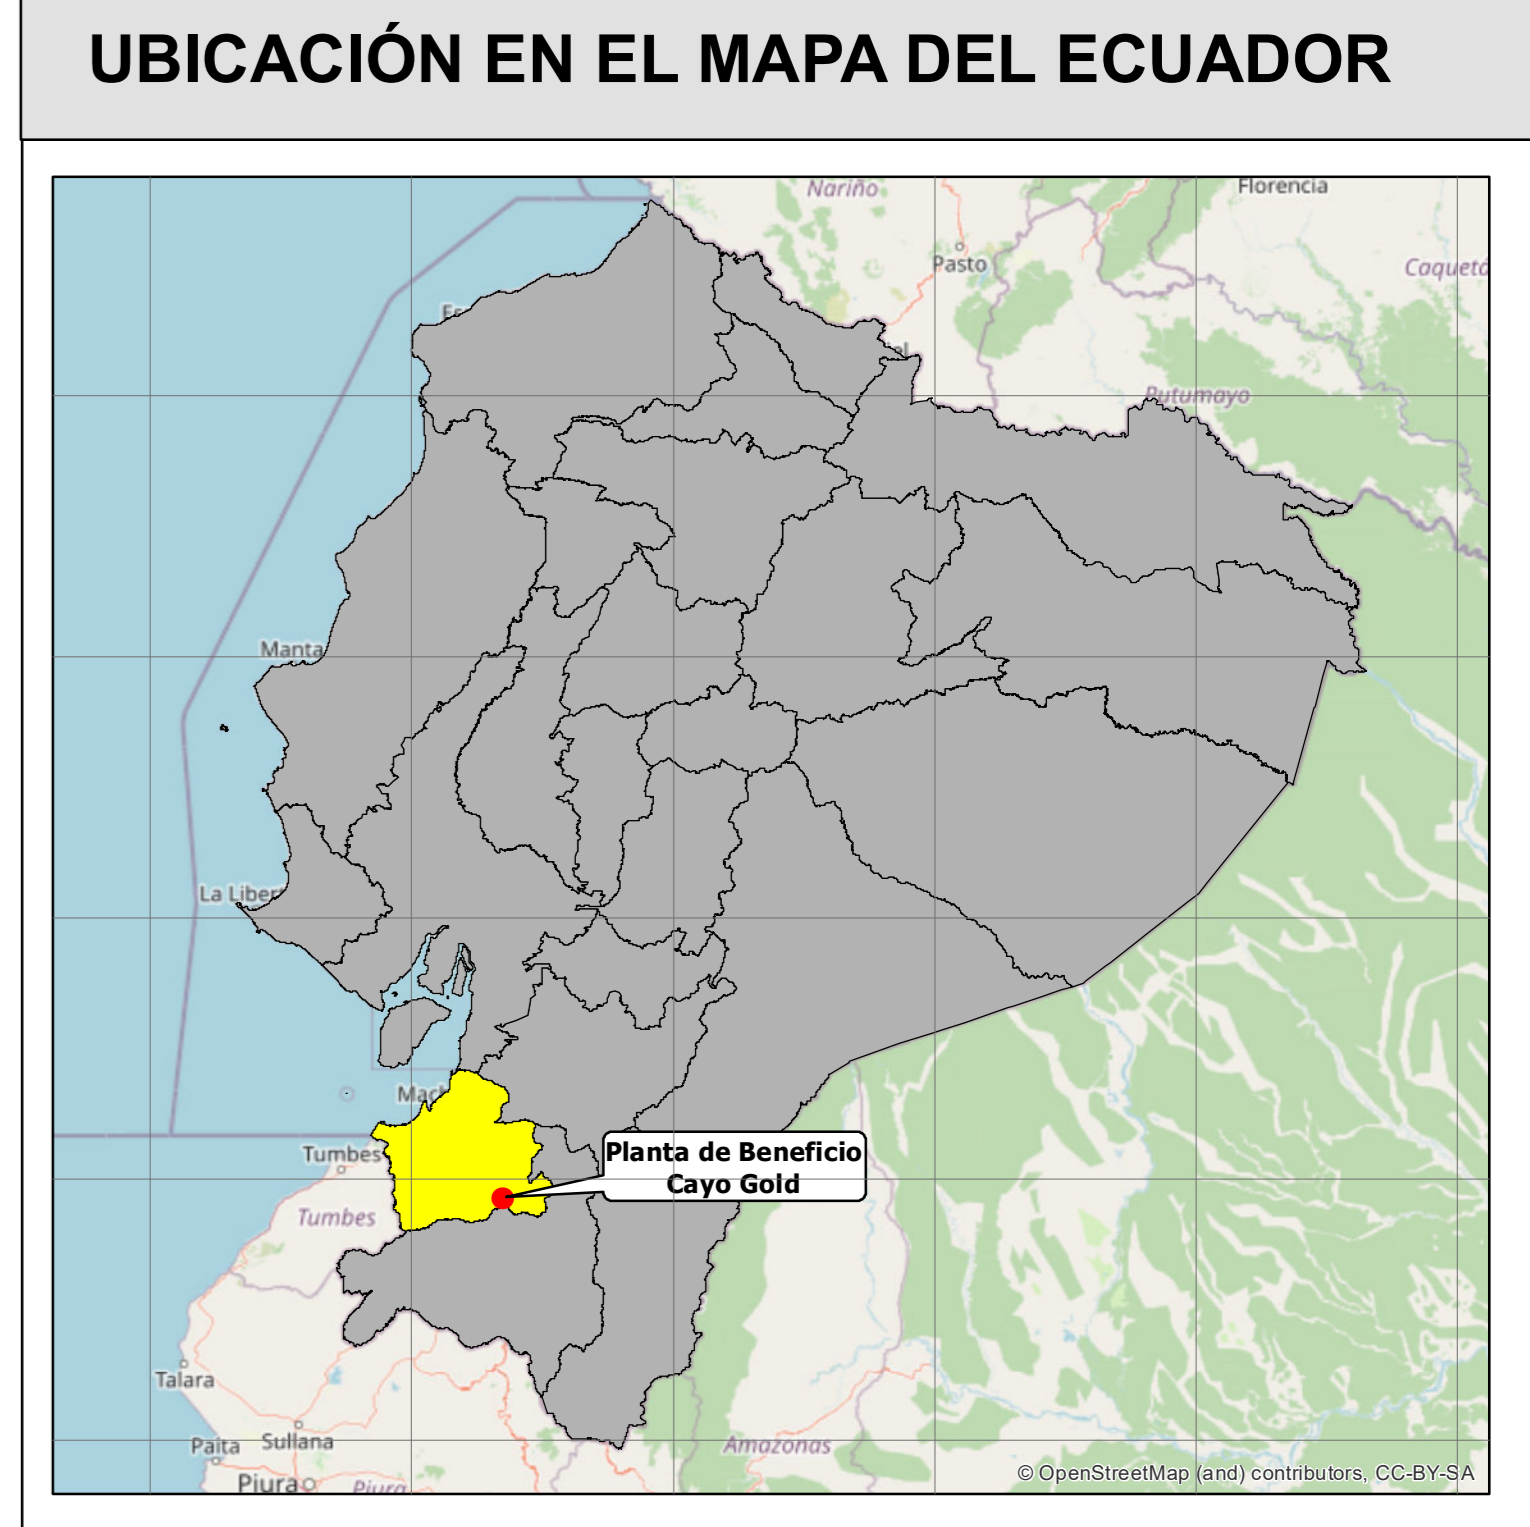 UBICACIÓN EN EL MAPA DEL ECUADOR
Nariño
Florencia
Pasto
Caquetá
Putumayo
Manta
La Libert
Mach
Tumbes
Planta de Beneficio
Cayo Gold
Tumbes
Talara
Paita
Sullana
Amazonas
Piura
Piura
© OpenStreetMap (and) contributors, CC-BY-SA